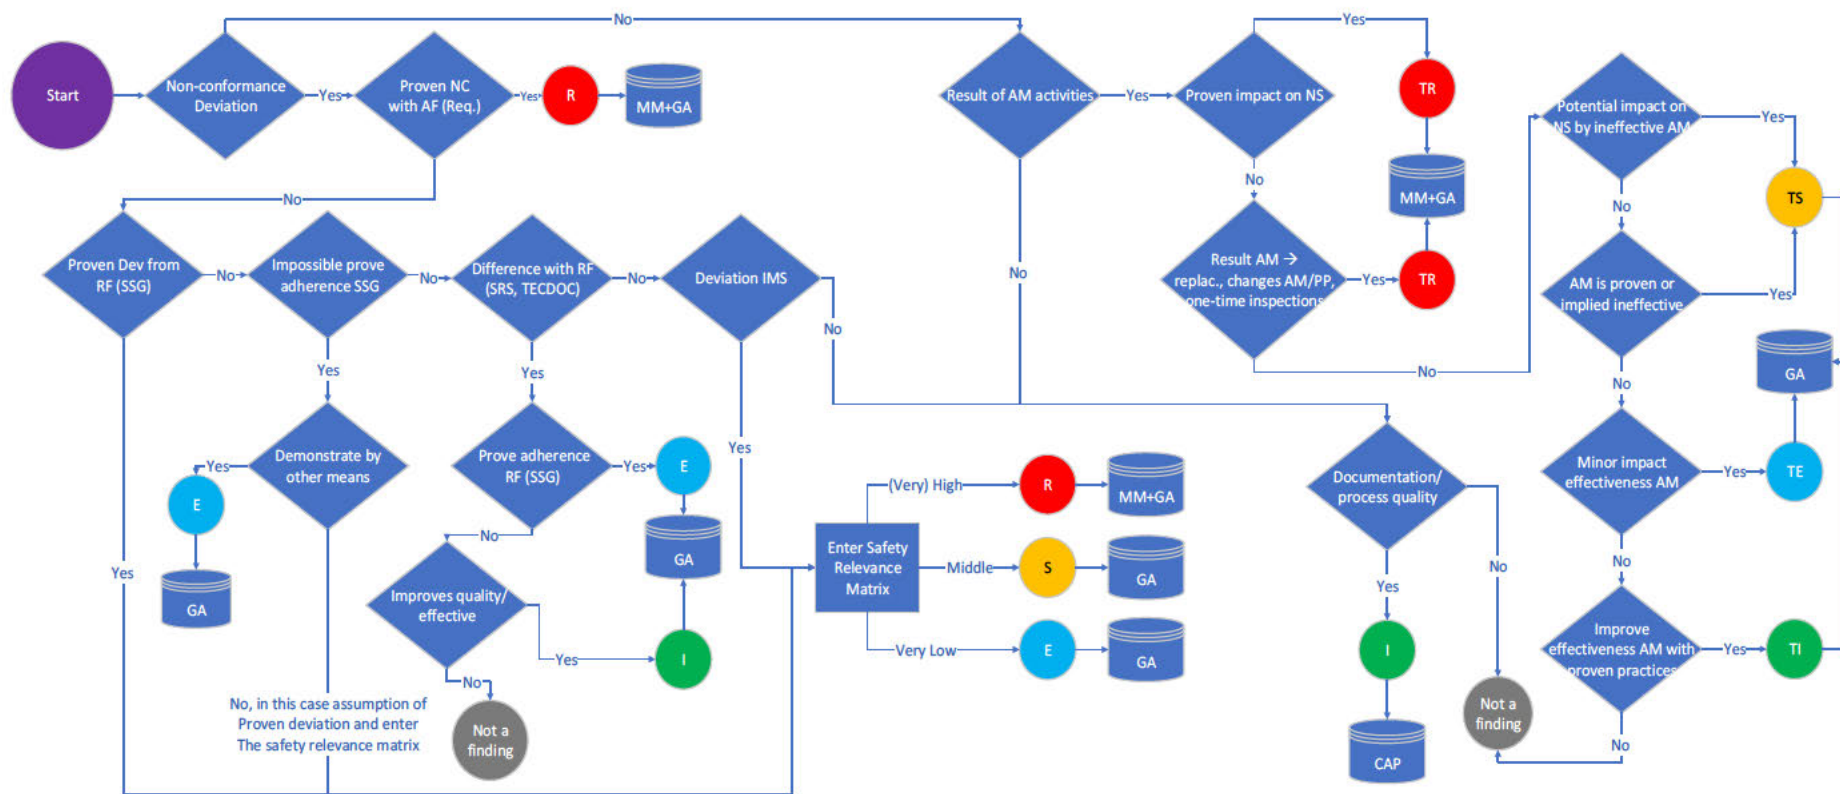 No
Yes
Start
Non-conformance
Deviation
Yes
Proven NC
with AF (Req.)
Yes
R
MM+GA
Result of AM activities
Yes
Proven impact on NS
TR
Potential impact on
NS by ineffective AM
Yes
No
MM+GA
No
TS
No
No
Proven Dev from
RF (SSG)
No
Impossible prove
adherence SSG
No
Difference with RF
(SRS, TECDOC)
No
Deviation IMS
No
No
Result AM →
replac., changes AM/PP,
one-time inspections
Yes
TR
AM is proven or
implied ineffective
Yes
Yes
Yes
No
No
GA
Demonstrate by
other means
Yes
E
GA
Prove adherence
RF (SSG)
Yes
E
GA
No
Yes
Yes
Improves quality/
effective
Yes
I
No
Not a
finding
No, in this case assumption of
Proven deviation and enter
The safety relevance matrix
Enter Safety
Relevance
Matrix
(Very) High
R
MM+GA
Middle
S
GA
Very Low
E
GA
Documentation/
process quality
Yes
No
I
CAP
Minor impact
effectiveness AM
Yes
TE
No
Improve
effectiveness AM with
proven practices
Yes
TI
No
Not a
finding